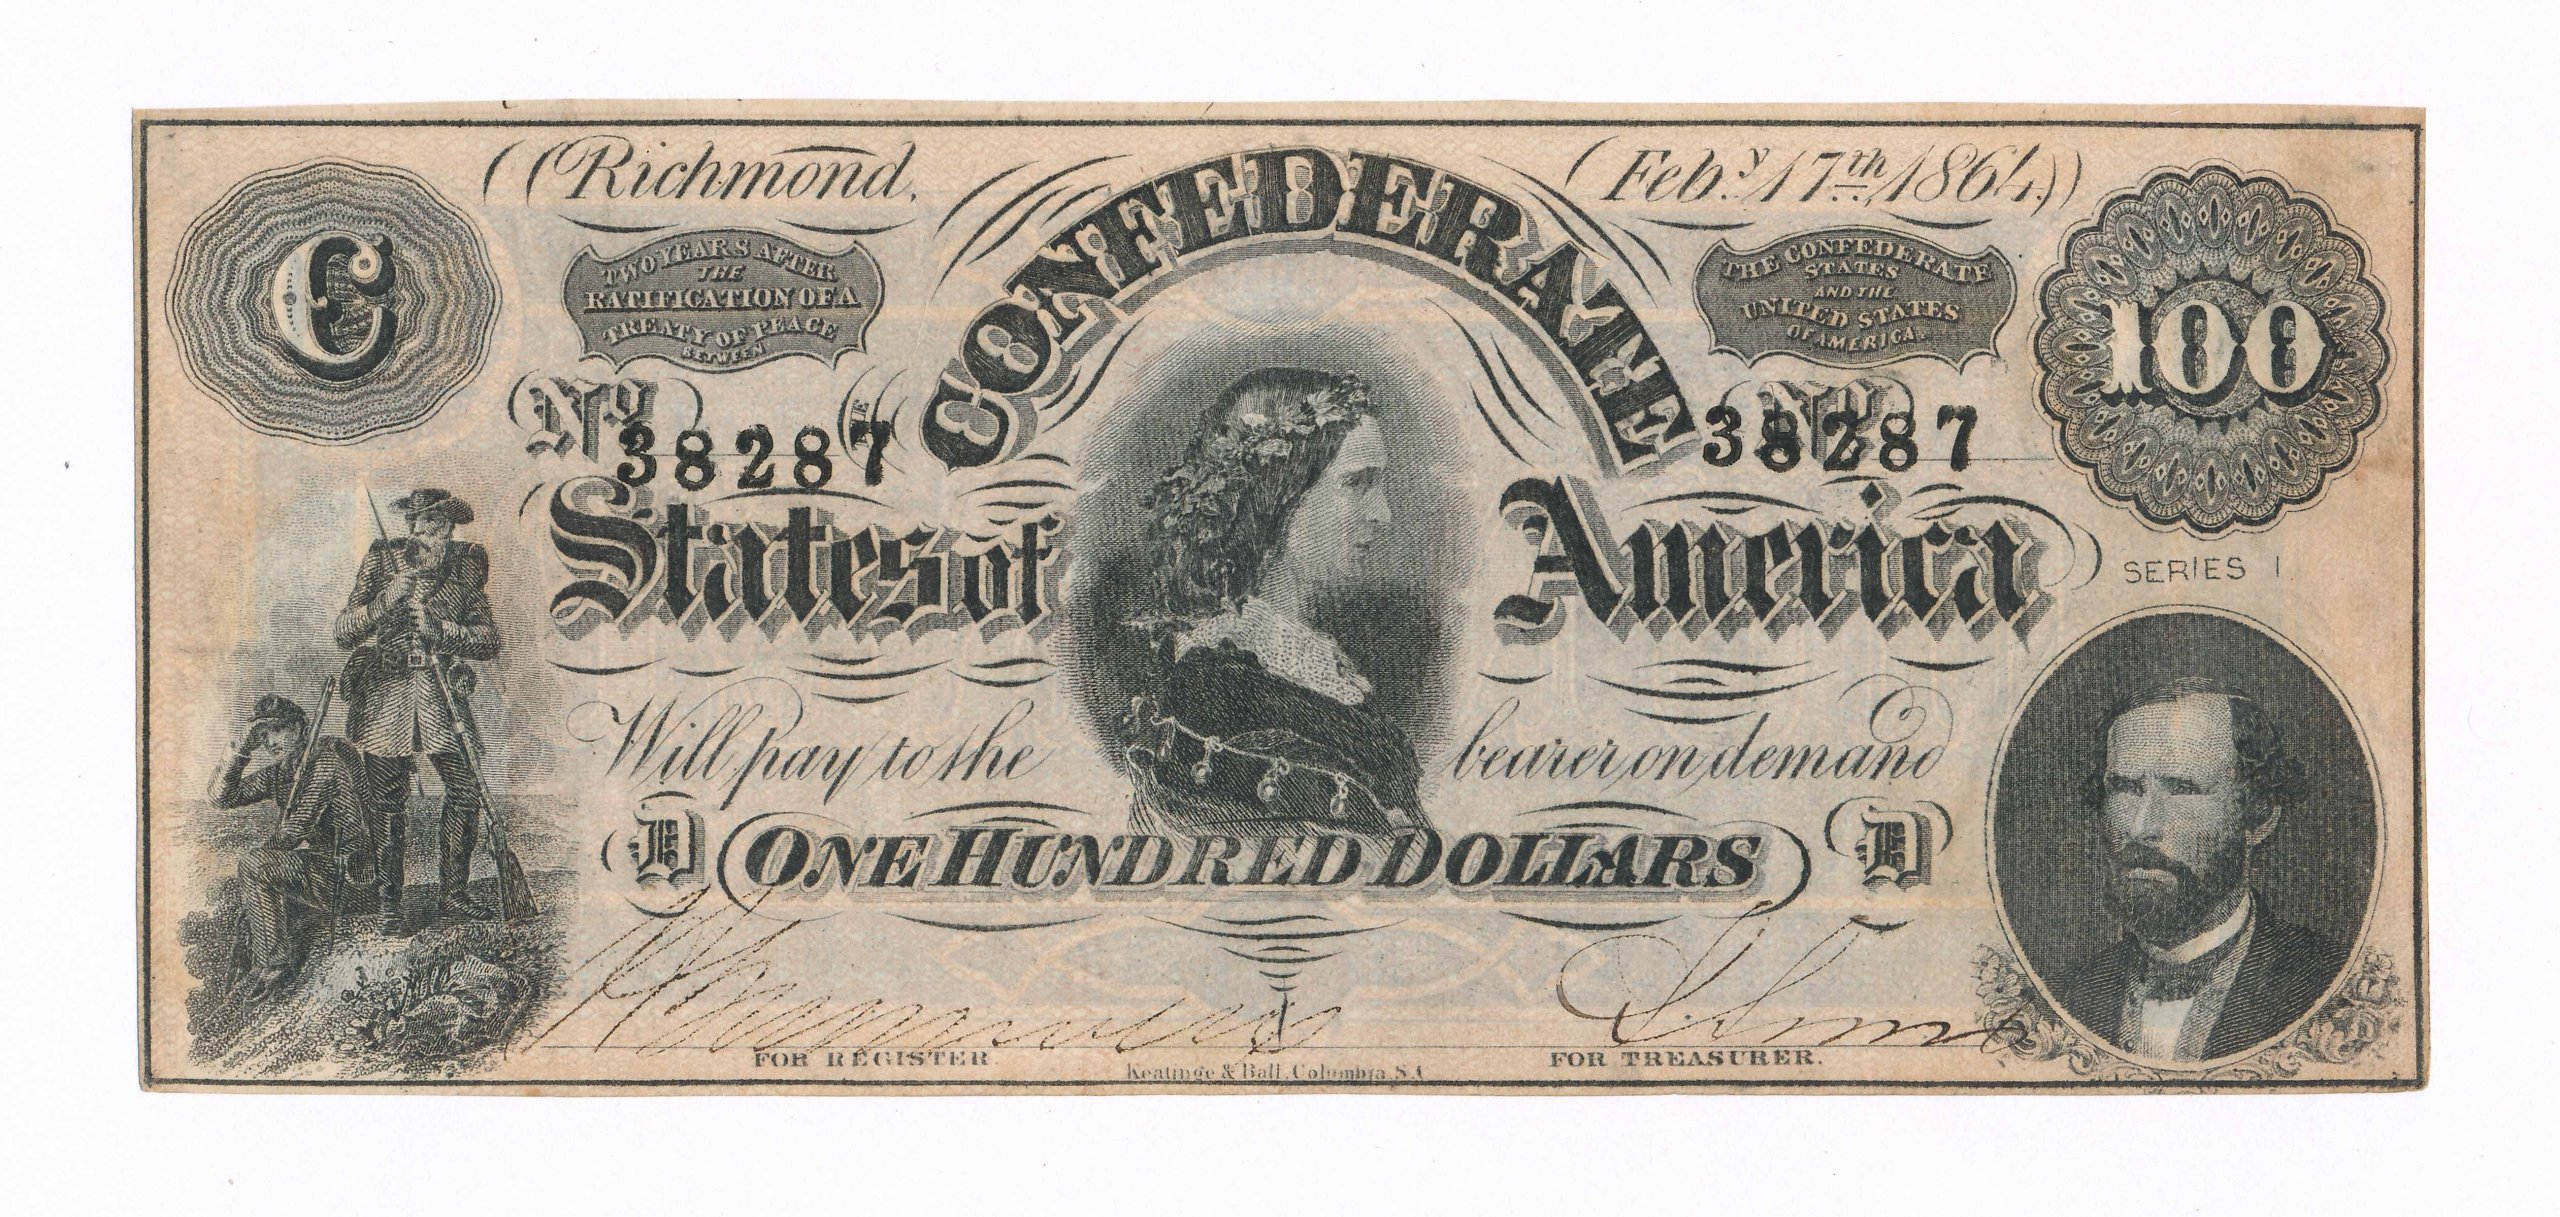 Richmond, Feb.y 17th 1864.
C
TWO YEARS AFTER
THE
RATIFICATION OF A
TREATY OF PEACE
BETWEEN
THE CONFEDERATE
STATES
AND THE
UNITED STATES
OF AMERICA.
100
No 38287
THE
CONFEDERATE
No 38287
States of America
SERIES 1
Will pay to the bearer on demand
D ONE HUNDRED DOLLARS D
FOR REGISTER
FOR TREASURER.
Keatinge & Ball, Columbia, S.C.